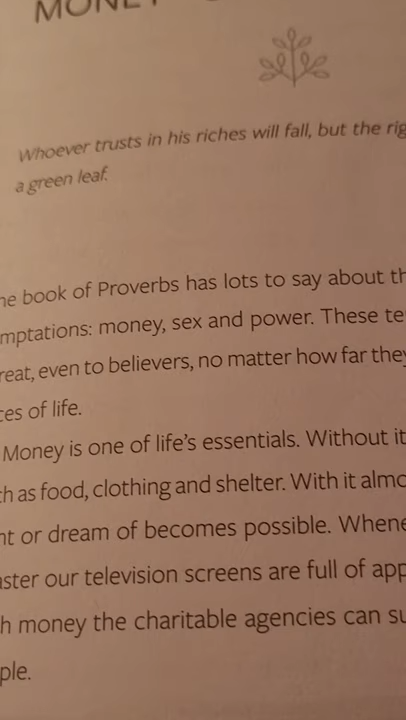 MONEY
Whoever trusts in his riches will fall, but the rig
a green leaf.
he book of Proverbs has lots to say about th
mptations: money, sex and power. These te
reat, even to believers, no matter how far they
ces of life.
Money is one of life's essentials. Without it
ch as food, clothing and shelter. With it almo
nt or dream of becomes possible. Whene
aster our television screens are full of app
h money the charitable agencies can su
ple.